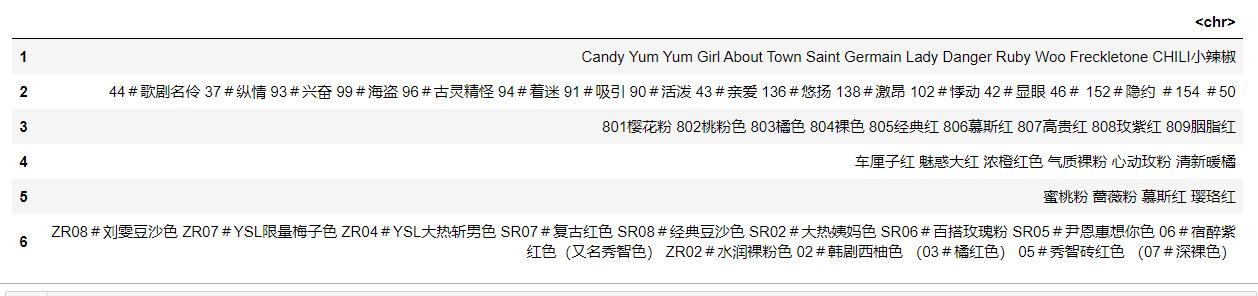 <chr>
1 Candy Yum Yum Girl About Town Saint Germain Lady Danger Ruby Woo Freckletone CHILI小辣椒
2 44＃歌剧名伶 37＃纵情 93＃兴奋 99＃海盗 96＃古灵精怪 94＃着迷 91＃吸引 90＃活泼 43＃亲爱 136＃悠扬 138＃激昂 102＃悸动 42＃显眼 46＃ 152＃隐约 ＃154 ＃50
3 801樱花粉 802桃粉色 803橘色 804裸色 805经典红 806慕斯红 807高贵红 808玫紫红 809胭脂红
4 车厘子红 魅惑大红 浓橙红色 气质裸粉 心动玫粉 清新暖橘
5 蜜桃粉 蔷薇粉 慕斯红 璎珞红
6 ZR08＃刘雯豆沙色 ZR07＃YSL限量梅子色 ZR04＃YSL大热斩男色 SR07＃复古红色 SR08＃经典豆沙色 SR02＃大热姨妈色 SR06＃百搭玫瑰粉 SR05＃尹恩惠想你色 06＃宿醉紫
红色（又名秀智色） ZR02＃水润裸粉色 02＃韩剧西柚色 （03＃橘红色） 05＃秀智砖红色 （07＃深裸色）